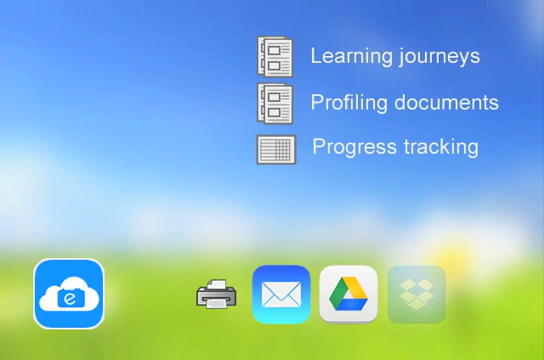 Learning journeys
Profiling documents
Progress tracking
e